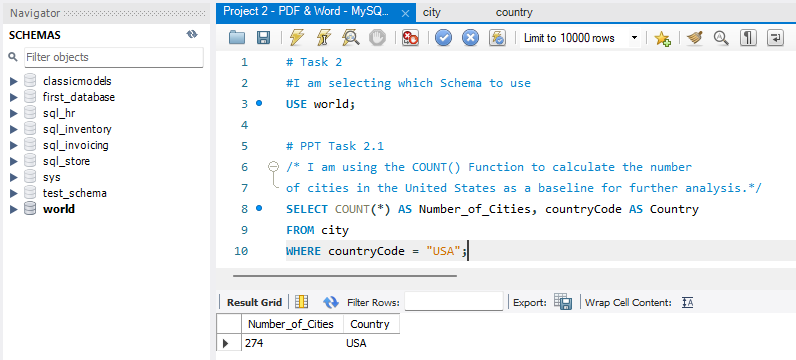 Navigator
SCHEMAS
Filter objects
classicmodels
first_database
sql_hr
sql_inventory
sql_invoicing
sql_store
sys
test_schema
world
Project 2 - PDF & Word - MySQ... city country
Limit to 10000 rows
1 # Task 2
2 #I am selecting which Schema to use
3 USE world;
4
5 # PPT Task 2.1
6 /* I am using the COUNT() Function to calculate the number
7 of cities in the United States as a baseline for further analysis.*/
8 SELECT COUNT(*) AS Number_of_Cities, countryCode AS Country
9 FROM city
10 WHERE countryCode = "USA";
Result Grid Filter Rows: Export: Wrap Cell Content:
Number_of_Cities Country
274 USA